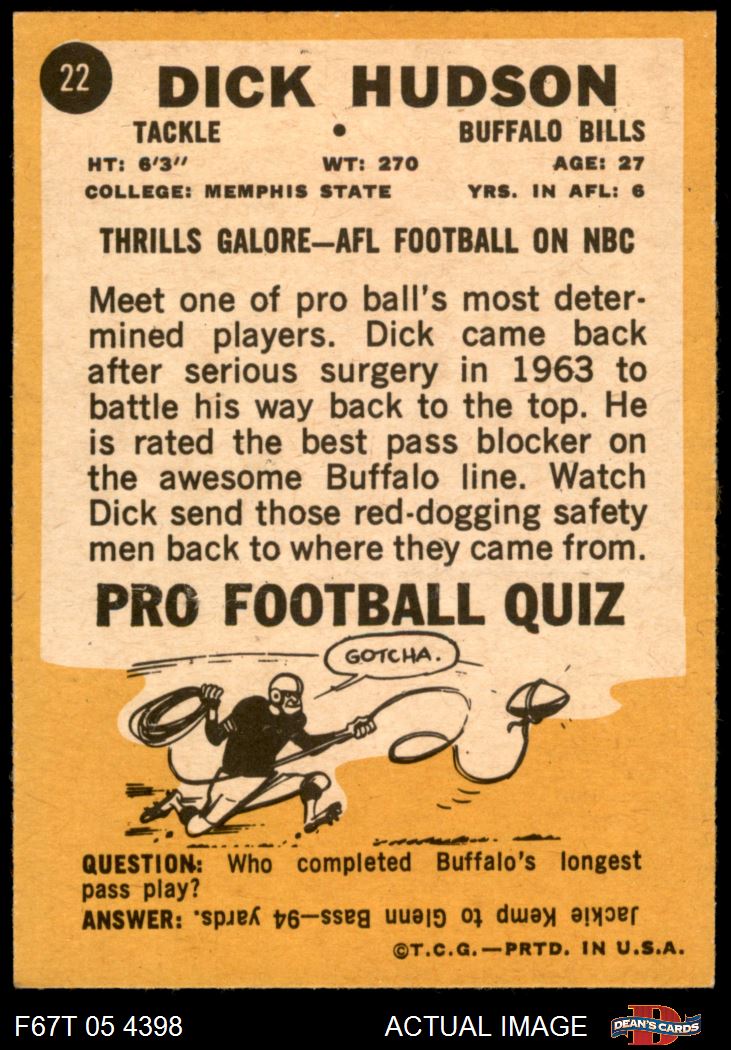 22 DICK HUDSON
TACKLE • BUFFALO BILLS
HT: 6'3" WT: 270 AGE: 27
COLLEGE: MEMPHIS STATE YRS. IN AFL: 6
THRILLS GALORE—AFL FOOTBALL ON NBC
Meet one of pro ball's most deter-
mined players. Dick came back
after serious surgery in 1963 to
battle his way back to the top. He
is rated the best pass blocker on
the awesome Buffalo line. Watch
Dick send those red-dogging safety
men back to where they came from.
PRO FOOTBALL QUIZ
GOTCHA.
QUESTION: Who completed Buffalo's longest
pass play?
ANSWER: Jackie Kemp to Glenn Bass—94 yards.
©T.C.G.—PRTD. IN U.S.A.
F67T 05 4398 ACTUAL IMAGE D DEAN'S CARDS